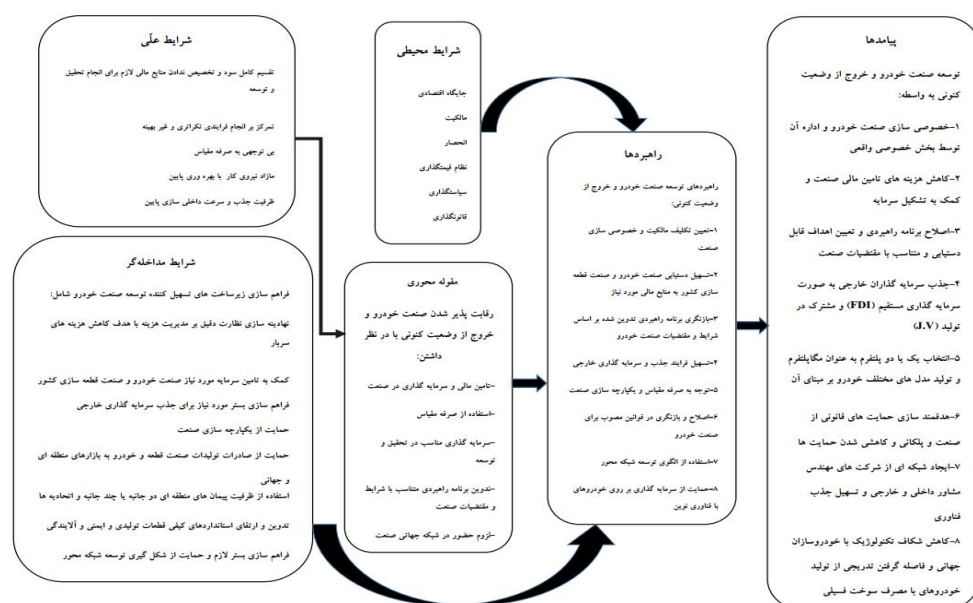 شرایط علّی
تقسیم کامل سود و تخصیص ندادن منابع مالی لازم برای انجام تحقیق
و توسعه
تمرکز بر انجام فرایندی تکراتری و غیر بهینه
بی توجهی به صرفه مقیاس
مازاد نیروی کار با بهره وری پایین
ظرفیت جذب و سرعت داخلی سازی پایین
شرایط مداخله‌گر
فراهم سازی زیرساخت های تسهیل کننده توسعه صنعت خودرو شامل:
نهادینه سازی نظارت دقیق بر مدیریت هزینه با هدف کاهش هزینه های
سربار
کمک به تامین سرمایه مورد نیاز صنعت خودرو و صنعت قطعه سازی کشور
فراهم سازی بستر مورد نیاز برای جذب سرمایه گذاری خارجی
حمایت از یکپارچه سازی صنعت
حمایت از صادرات تولیدات صنعت قطعه و خودرو به بازارهای منطقه ای
و جهانی
استفاده از ظرفیت پیمان های منطقه ای دو جانبه یا چند جانبه و اتحادیه ها
تدوین و ارتقای استانداردهای کیفی قطعات تولیدی و ایمنی و آلایندگی
فراهم سازی بستر لازم و حمایت از شکل گیری توسعه شبکه محور
شرایط محیطی
جایگاه اقتصادی
مالکیت
انحصار
نظام قیمتگذاری
سیاستگذاری
قانونگذاری
مقوله محوری
رقابت پذیر شدن صنعت خودرو و
خروج از وضعیت کنونی با در نظر
داشتن:
-تامین مالی و سرمایه گذاری در صنعت
-استفاده از صرفه مقیاس
-سرمایه گذاری مناسب در تحقیق و
توسعه
-تدوین برنامه راهبردی متناسب با شرایط
و مقتضیات صنعت
-لزوم حضور در شبکه جهانی صنعت
راهبردها
راهبردهای توسعه صنعت خودرو و خروج از
وضعیت کنونی:
۱-تعیین تکلیف مالکیت و خصوصی سازی
صنعت
۲-تسهیل دستیابی صنعت خودرو و صنعت قطعه
سازی کشور به منابع مالی مورد نیاز
۳-بازنگری برنامه راهبردی تدوین شده بر اساس
شرایط و مقتضیات صنعت خودرو
۴-تسهیل فرایند جذب و سرمایه گذاری خارجی
۵-توجه به صرفه مقیاس و یکپارچه سازی صنعت
۶-اصلاح و بازنگری در قوانین مصوب برای
صنعت خودرو
۷-استفاده از الگوی توسعه شبکه محور
۸-حمایت از سرمایه گذاری بر روی خودروهای
با فناوری نوین
پیامدها
توسعه صنعت خودرو و خروج از وضعیت
کنونی به واسطه:
۱-خصوصی سازی صنعت خودرو و اداره آن
توسط بخش خصوصی واقعی
۲-کاهش هزینه های تامین مالی صنعت و
کمک به تشکیل سرمایه
۳-اصلاح برنامه راهبردی و تعیین اهداف قابل
دستیابی و متناسب با مقتضیات صنعت
۴-جذب سرمایه گذاران خارجی به صورت
سرمایه گذاری مستقیم (FDI) و مشترک در
تولید (J.V)
۵-انتخاب یک یا دو پلتفرم به عنوان مگاپلتفرم
و تولید مدل های مختلف خودرو بر مبنای آن
۶-هدفمند سازی حمایت های قانونی از
صنعت و پلکانی و کاهشی شدن حمایت ها
۷-ایجاد شبکه ای از شرکت های مهندس
مشاور داخلی و خارجی و تسهیل جذب
فناوری
۸-کاهش شکاف تکنولوژیک با خودروسازان
جهانی و فاصله گرفتن تدریجی از تولید
خودروهای با مصرف سوخت فسیلی